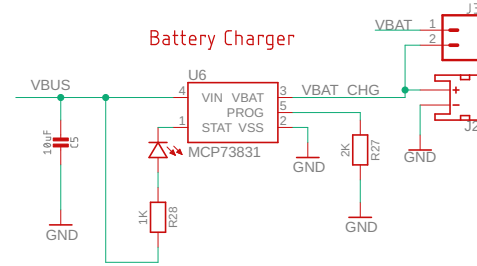 J3
VBAT 1
2
Battery Charger
VBUS
U6
4 VIN VBAT 3 VBAT_CHG
PROG 5
1 STAT VSS 2
MCP73831
10uF C5
2K R27
1K R28
GND
GND
GND
GND
+
-
J2